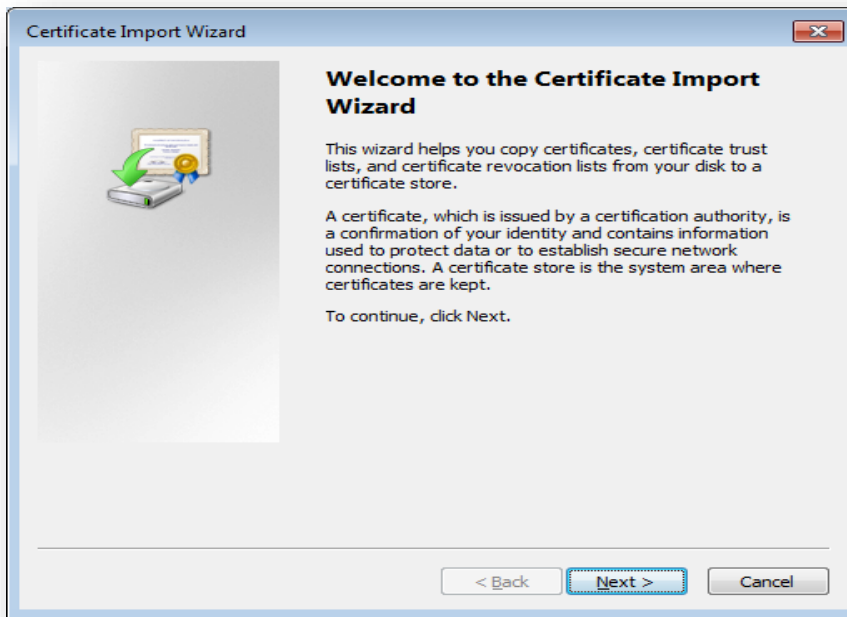 Certificate Import Wizard
Welcome to the Certificate Import
Wizard
This wizard helps you copy certificates, certificate trust
lists, and certificate revocation lists from your disk to a
certificate store.
A certificate, which is issued by a certification authority, is
a confirmation of your identity and contains information
used to protect data or to establish secure network
connections. A certificate store is the system area where
certificates are kept.
To continue, click Next.
< Back Next > Cancel